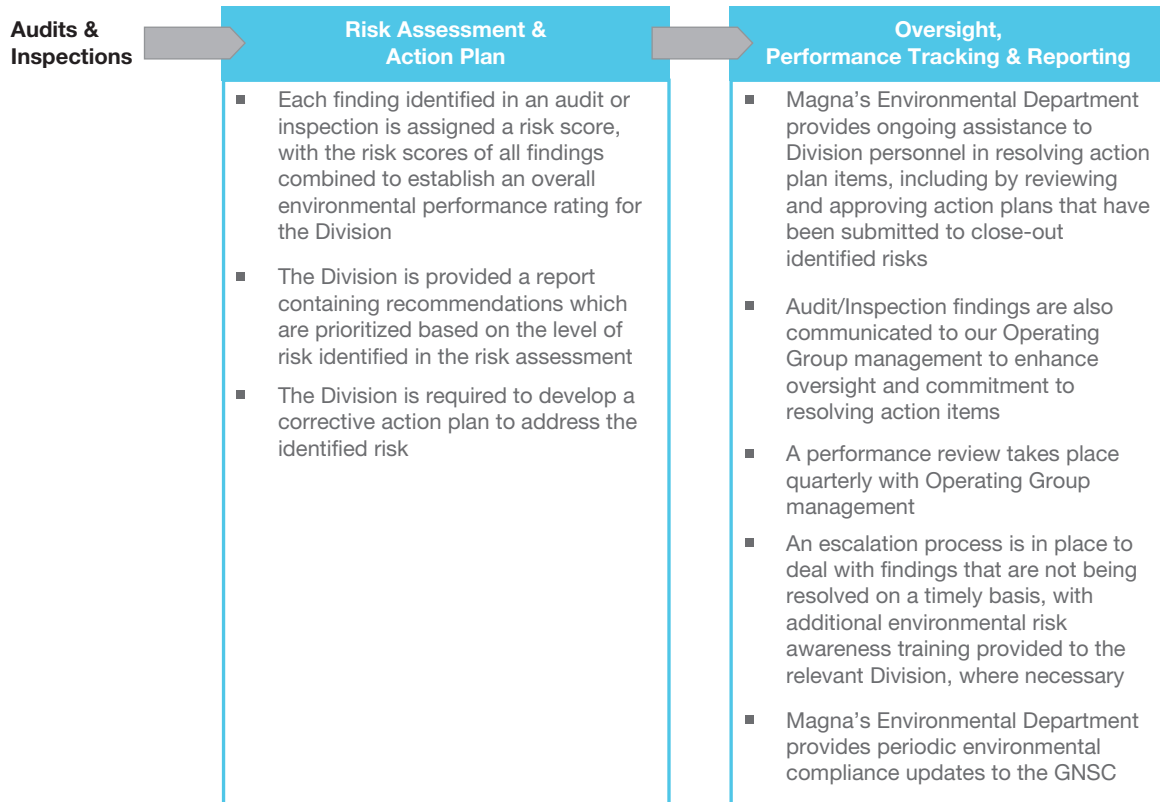 Audits &
Inspections
Risk Assessment &
Action Plan
■ Each finding identified in an audit or
inspection is assigned a risk score,
with the risk scores of all findings
combined to establish an overall
environmental performance rating for
the Division
■ The Division is provided a report
containing recommendations which
are prioritized based on the level of
risk identified in the risk assessment
■ The Division is required to develop a
corrective action plan to address the
identified risk
Oversight,
Performance Tracking & Reporting
■ Magna’s Environmental Department
provides ongoing assistance to
Division personnel in resolving action
plan items, including by reviewing
and approving action plans that have
been submitted to close-out
identified risks
■ Audit/Inspection findings are also
communicated to our Operating
Group management to enhance
oversight and commitment to
resolving action items
■ A performance review takes place
quarterly with Operating Group
management
■ An escalation process is in place to
deal with findings that are not being
resolved on a timely basis, with
additional environmental risk
awareness training provided to the
relevant Division, where necessary
■ Magna’s Environmental Department
provides periodic environmental
compliance updates to the GNSC